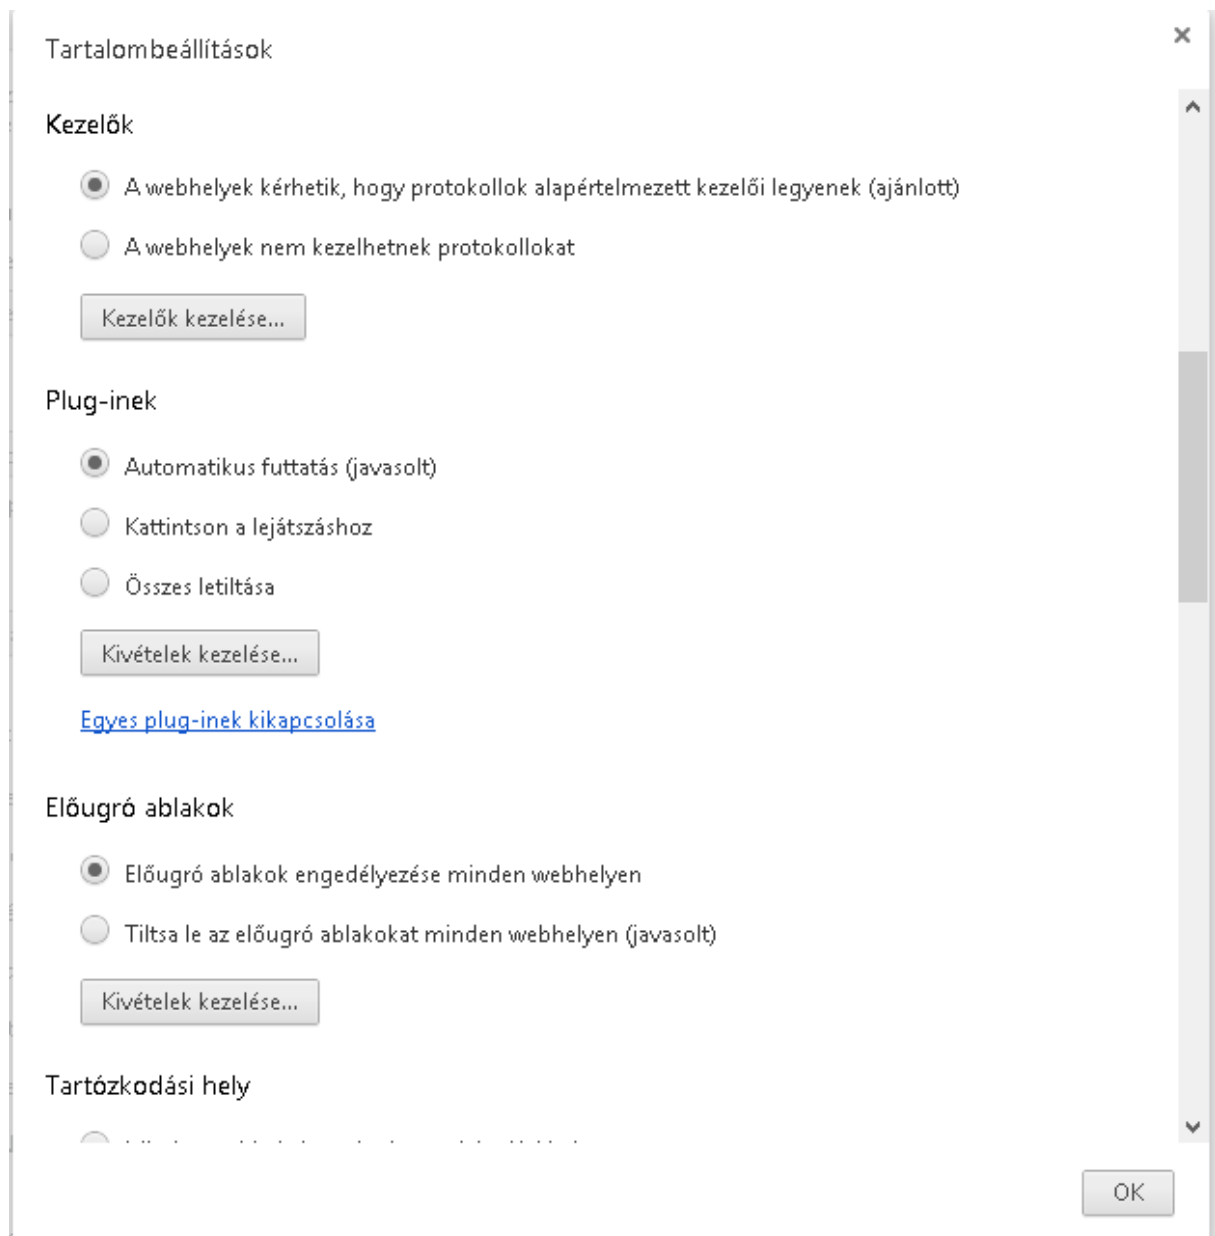 Tartalombeállítások
Kezelők
A webhelyek kérhetik, hogy protokollok alapértelmezett kezelői legyenek (ajánlott)
A webhelyek nem kezelhetnek protokollokat
Kezelők kezelése...
Plug-inek
Automatikus futtatás (javasolt)
Kattintson a lejátszáshoz
Összes letiltása
Kivételek kezelése...
Egyes plug-inek kikapcsolása
Előugró ablakok
Előugró ablakok engedélyezése minden webhelyen
Tiltsa le az előugró ablakokat minden webhelyen (javasolt)
Kivételek kezelése...
Tartózkodási hely
OK